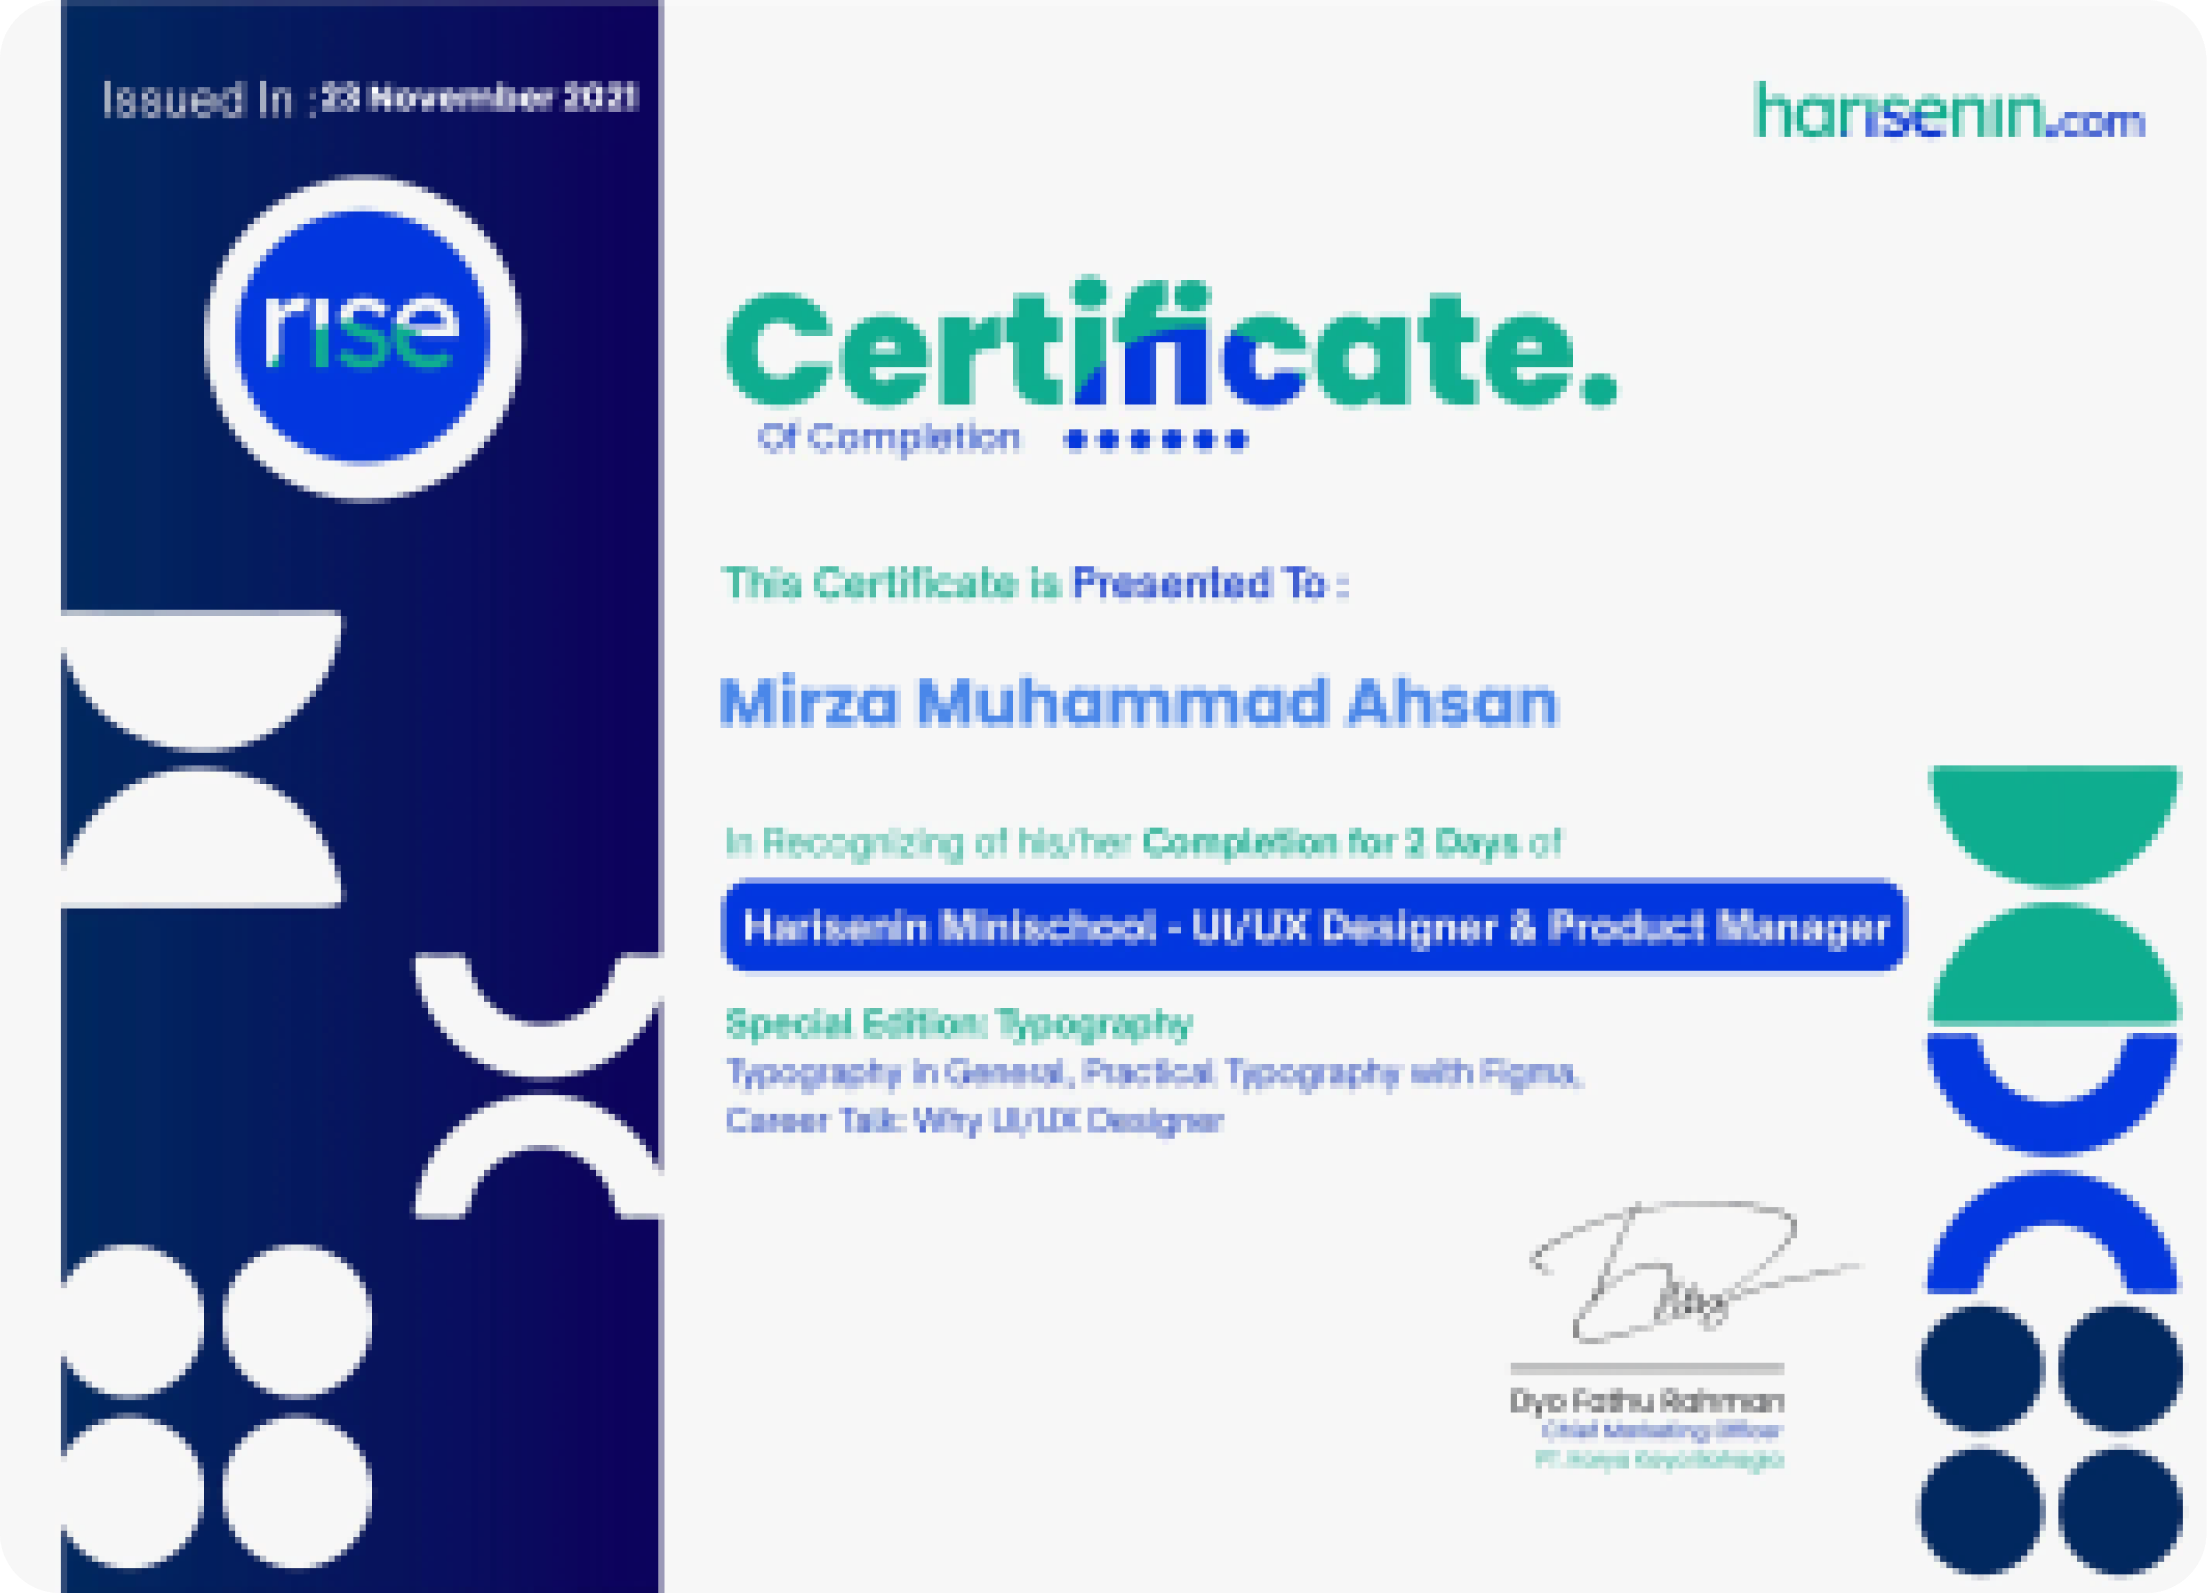 Issued In : 23 November 2021
harisenin.com
rise
Certificate.
Of Completion
This Certificate is Presented To :
Mirza Muhammad Ahsan
In Recognizing of his/her Completion for 2 Days of
Harisenin Minischool - UI/UX Designer & Product Manager
Special Edition: Typography
Typography in General, Practical Typography with Figma,
Career Talk: Why UI/UX Designer
Dyo Fathu Rahman
Chief Marketing Officer
PT. Karya